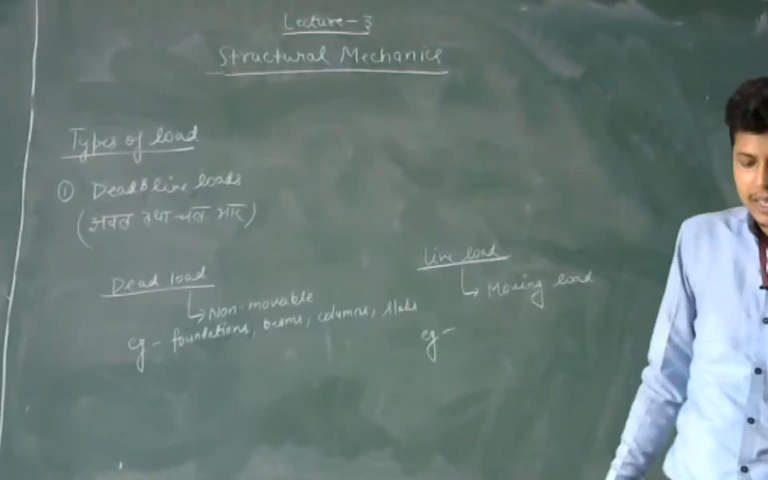 Lecture-3
Structural Mechanics
Types of load
① Dead & live loads
(अचल तथा चल भार)
Dead load
↳ Non-movable
eg - foundations, beams, columns, slabs
live load
↳ Moving load
eg -